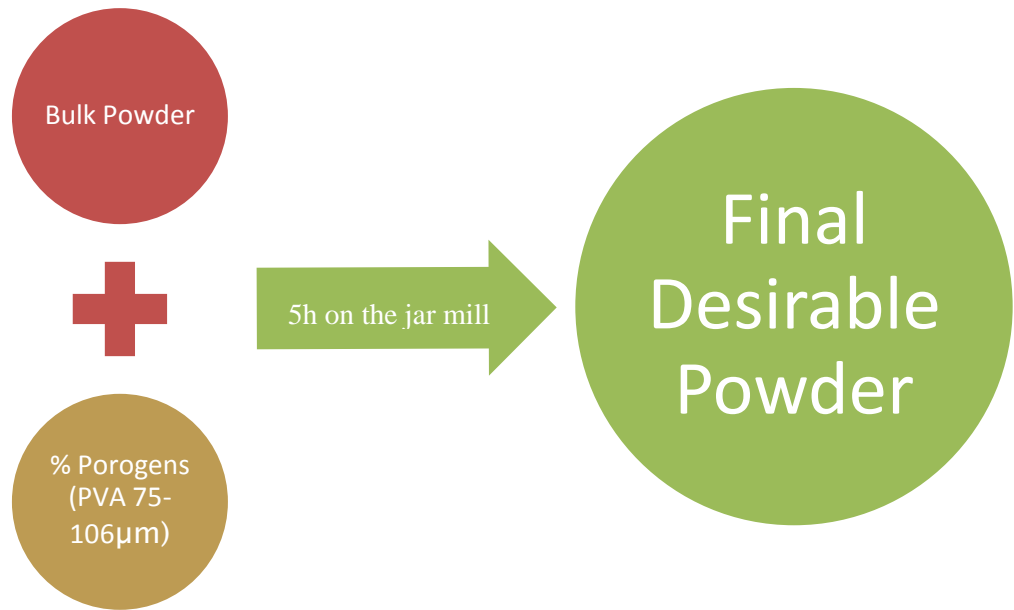 Bulk Powder
% Porogens
(PVA 75-
106µm)
5h on the jar mill
Final
Desirable
Powder